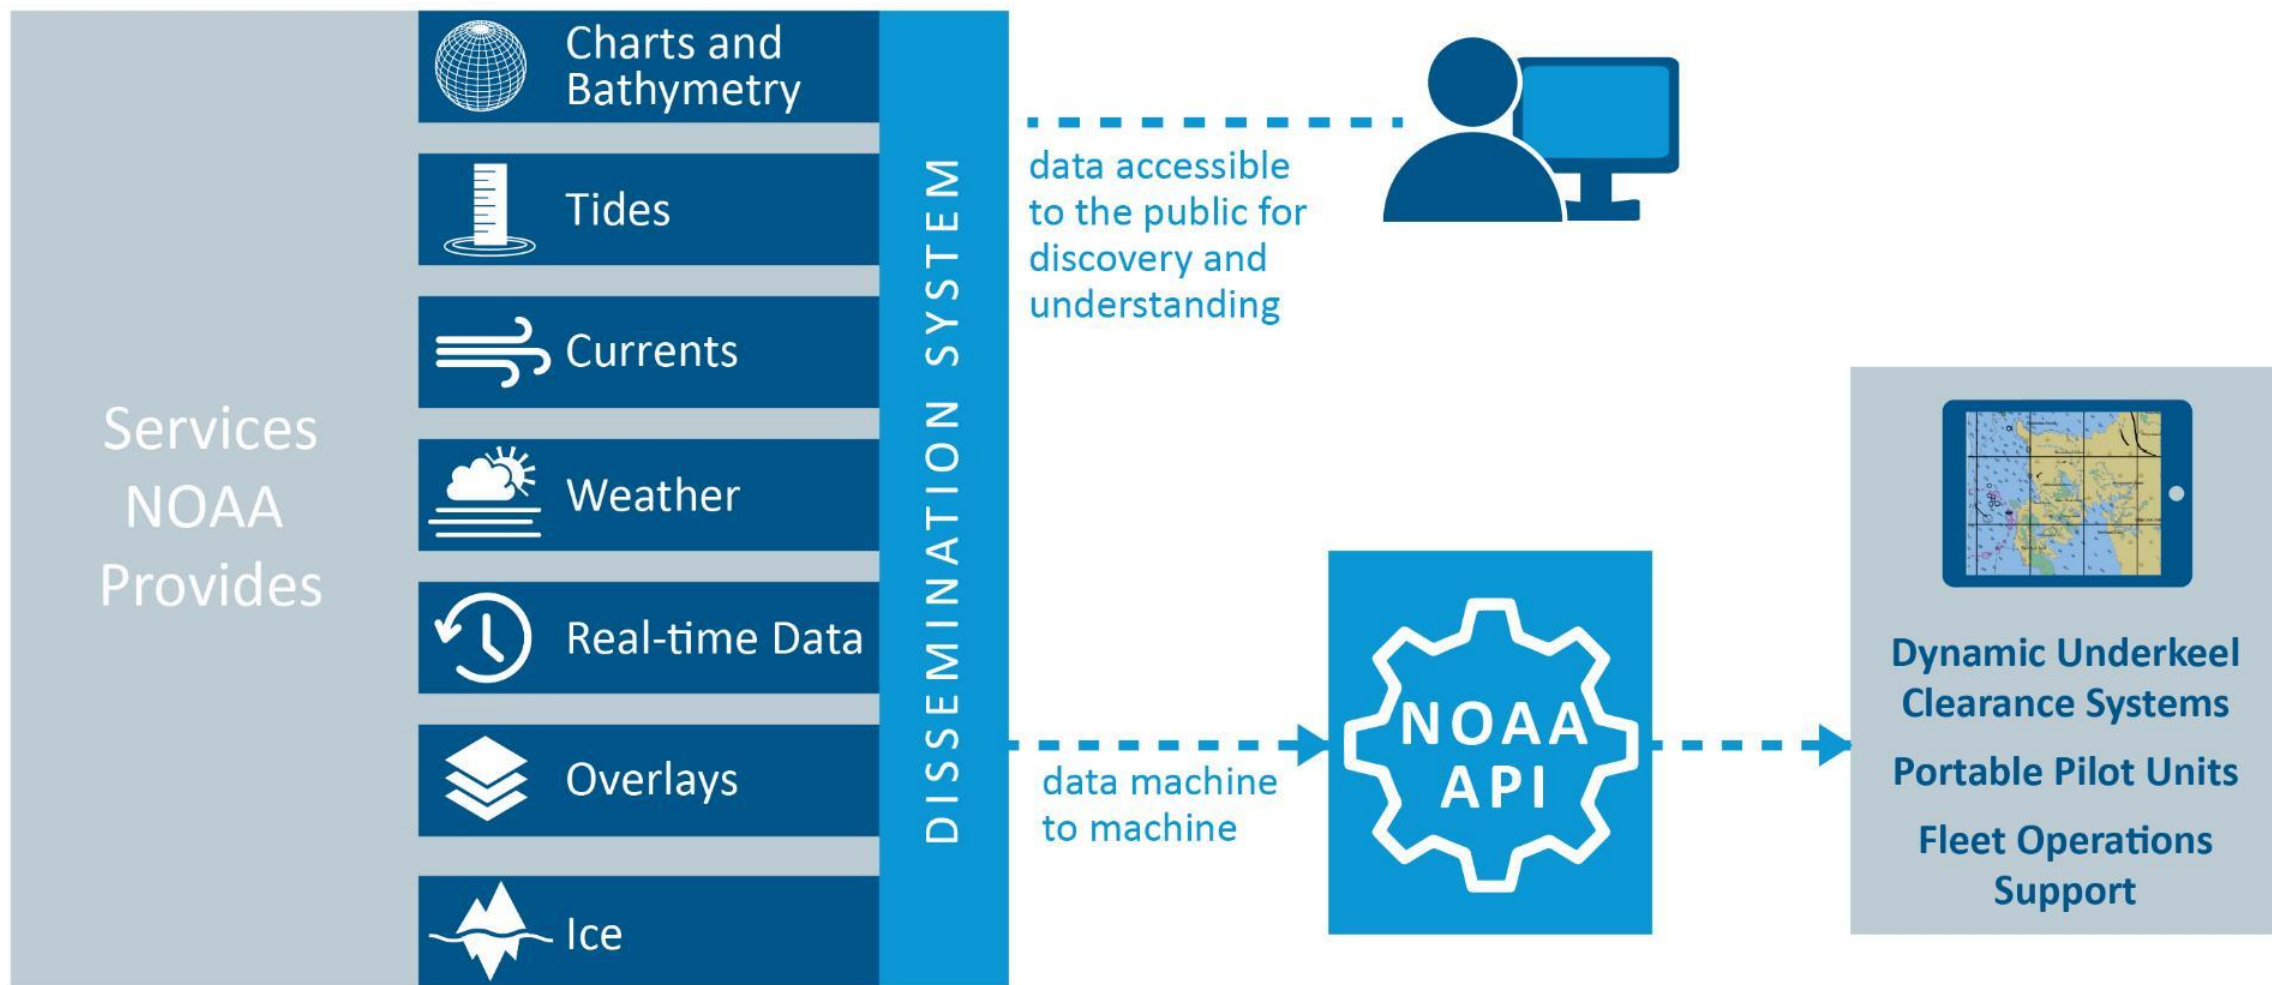 Services
NOAA
Provides
Charts and
Bathymetry
Tides
Currents
Weather
Real-time Data
Overlays
Ice
DISSEMINATION SYSTEM
data accessible
to the public for
discovery and
understanding
data machine
to machine
NOAA
API
Dynamic Underkeel
Clearance Systems
Portable Pilot Units
Fleet Operations
Support